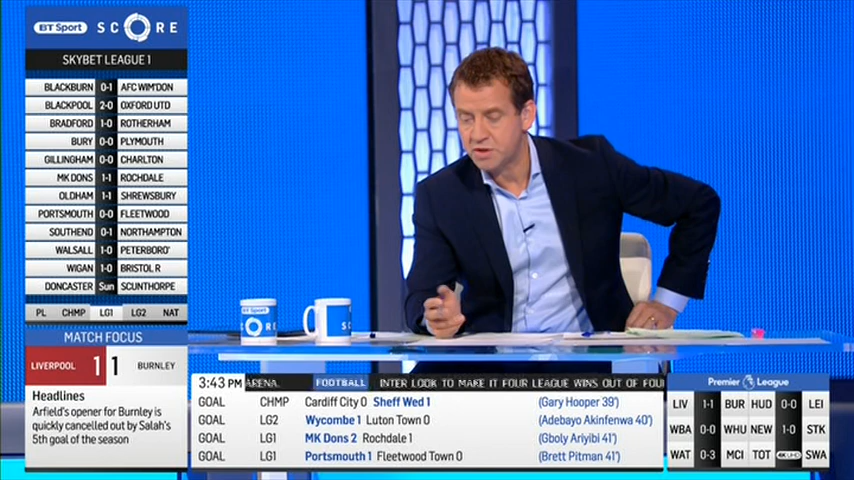 BT Sport SCORE
SKYBET LEAGUE 1
BLACKBURN 0-1 AFC WIM'DON
BLACKPOOL 2-0 OXFORD UTD
BRADFORD 1-0 ROTHERHAM
BURY 0-0 PLYMOUTH
GILLINGHAM 0-0 CHARLTON
MK DONS 1-1 ROCHDALE
OLDHAM 1-1 SHREWSBURY
PORTSMOUTH 0-0 FLEETWOOD
SOUTHEND 0-1 NORTHAMPTON
WALSALL 1-0 PETERBORO'
WIGAN 1-0 BRISTOL R
DONCASTER Sun SCUNTHORPE
PL CHMP LG1 LG2 NAT
MATCH FOCUS
LIVERPOOL 1 1 BURNLEY
Headlines
Arfield's opener for Burnley is
quickly cancelled out by Salah's
5th goal of the season
BT Sport
SCORE
SC
3:43 PM ARENA. FOOTBALL INTER LOOK TO MAKE IT FOUR LEAGUE WINS OUT OF FOU
GOAL CHMP Cardiff City 0 Sheff Wed 1 (Gary Hooper 39')
GOAL LG2 Wycombe 1 Luton Town 0 (Adebayo Akinfenwa 40')
GOAL LG1 MK Dons 2 Rochdale 1 (Gboly Ariyibi 41')
GOAL LG1 Portsmouth 1 Fleetwood Town 0 (Brett Pitman 41')
Premier League
LIV 1-1 BUR HUD 0-0 LEI
WBA 0-0 WHU NEW 1-0 STK
WAT 0-3 MCI TOT 4K UHD SWA